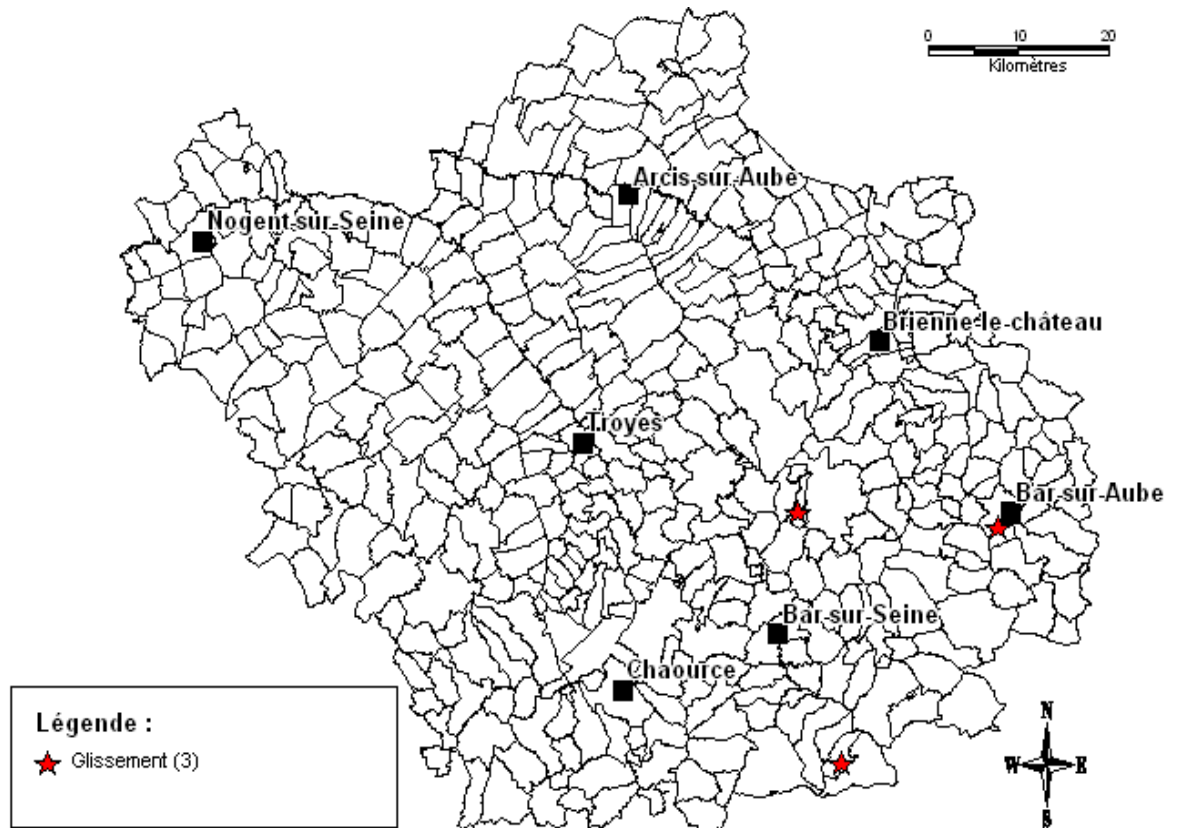 0 10 20
Kilomètres
Arcis-sur-Aube
Nogent-sur-Seine
Brienne-le-château
Troyes
Bar-sur-Aube
Bar-sur-Seine
Chaource
Légende :
Glissement (3)
N
W E
S